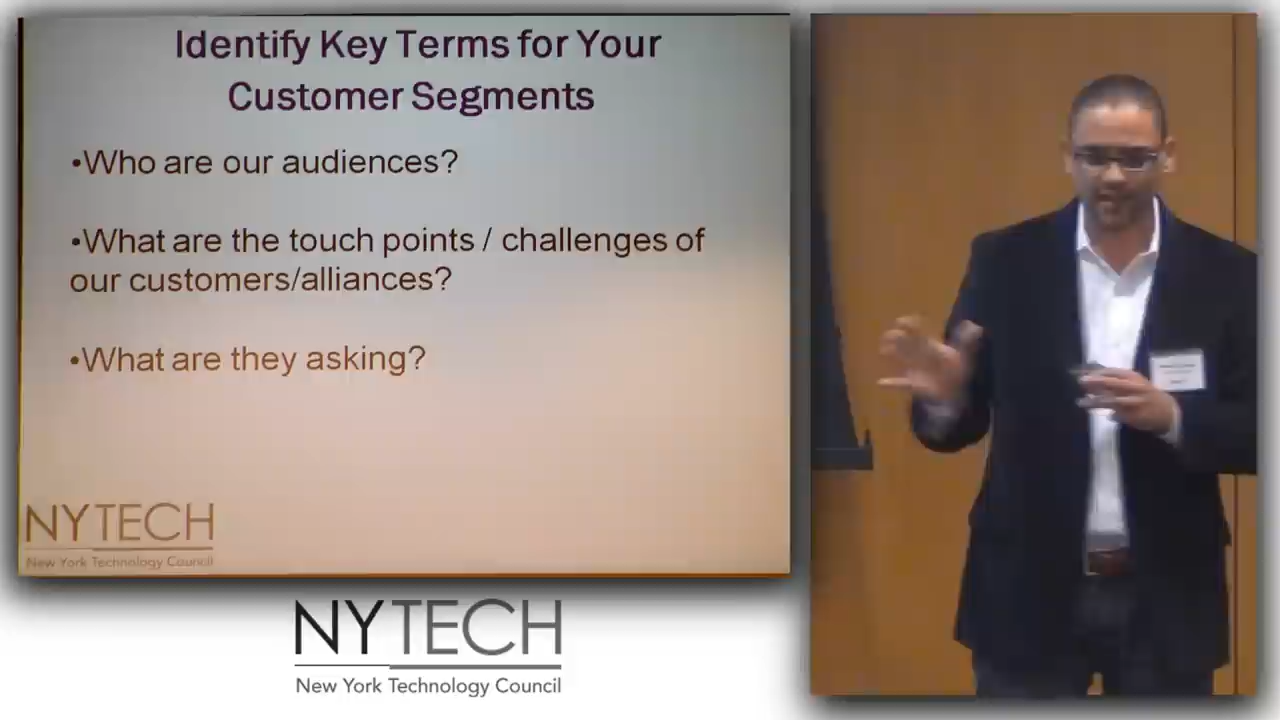 Identify Key Terms for Your
Customer Segments
•Who are our audiences?
•What are the touch points / challenges of
our customers/alliances?
•What are they asking?
NYTECH
New York Technology Council
NYTECH
New York Technology Council